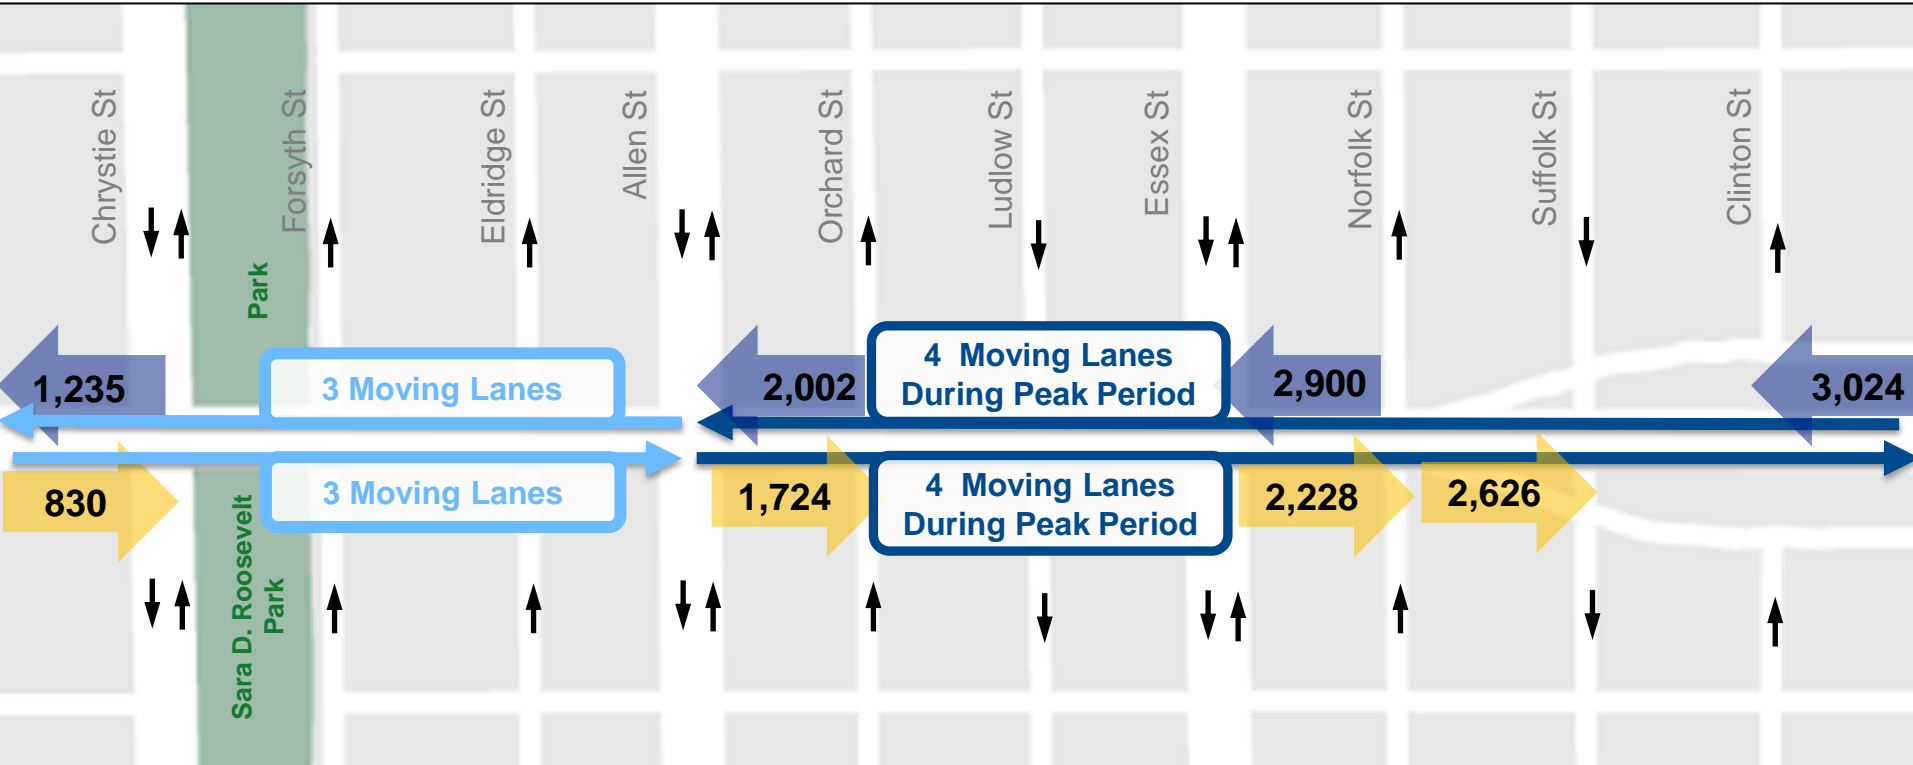 Chrystie St
Forsyth St
Eldridge St
Allen St
Orchard St
Ludlow St
Essex St
Norfolk St
Suffolk St
Clinton St
Park
1,235
3 Moving Lanes
2,002
4 Moving Lanes
During Peak Period
2,900
3,024
830
3 Moving Lanes
1,724
4 Moving Lanes
During Peak Period
2,228
2,626
Sara D. Roosevelt
Park